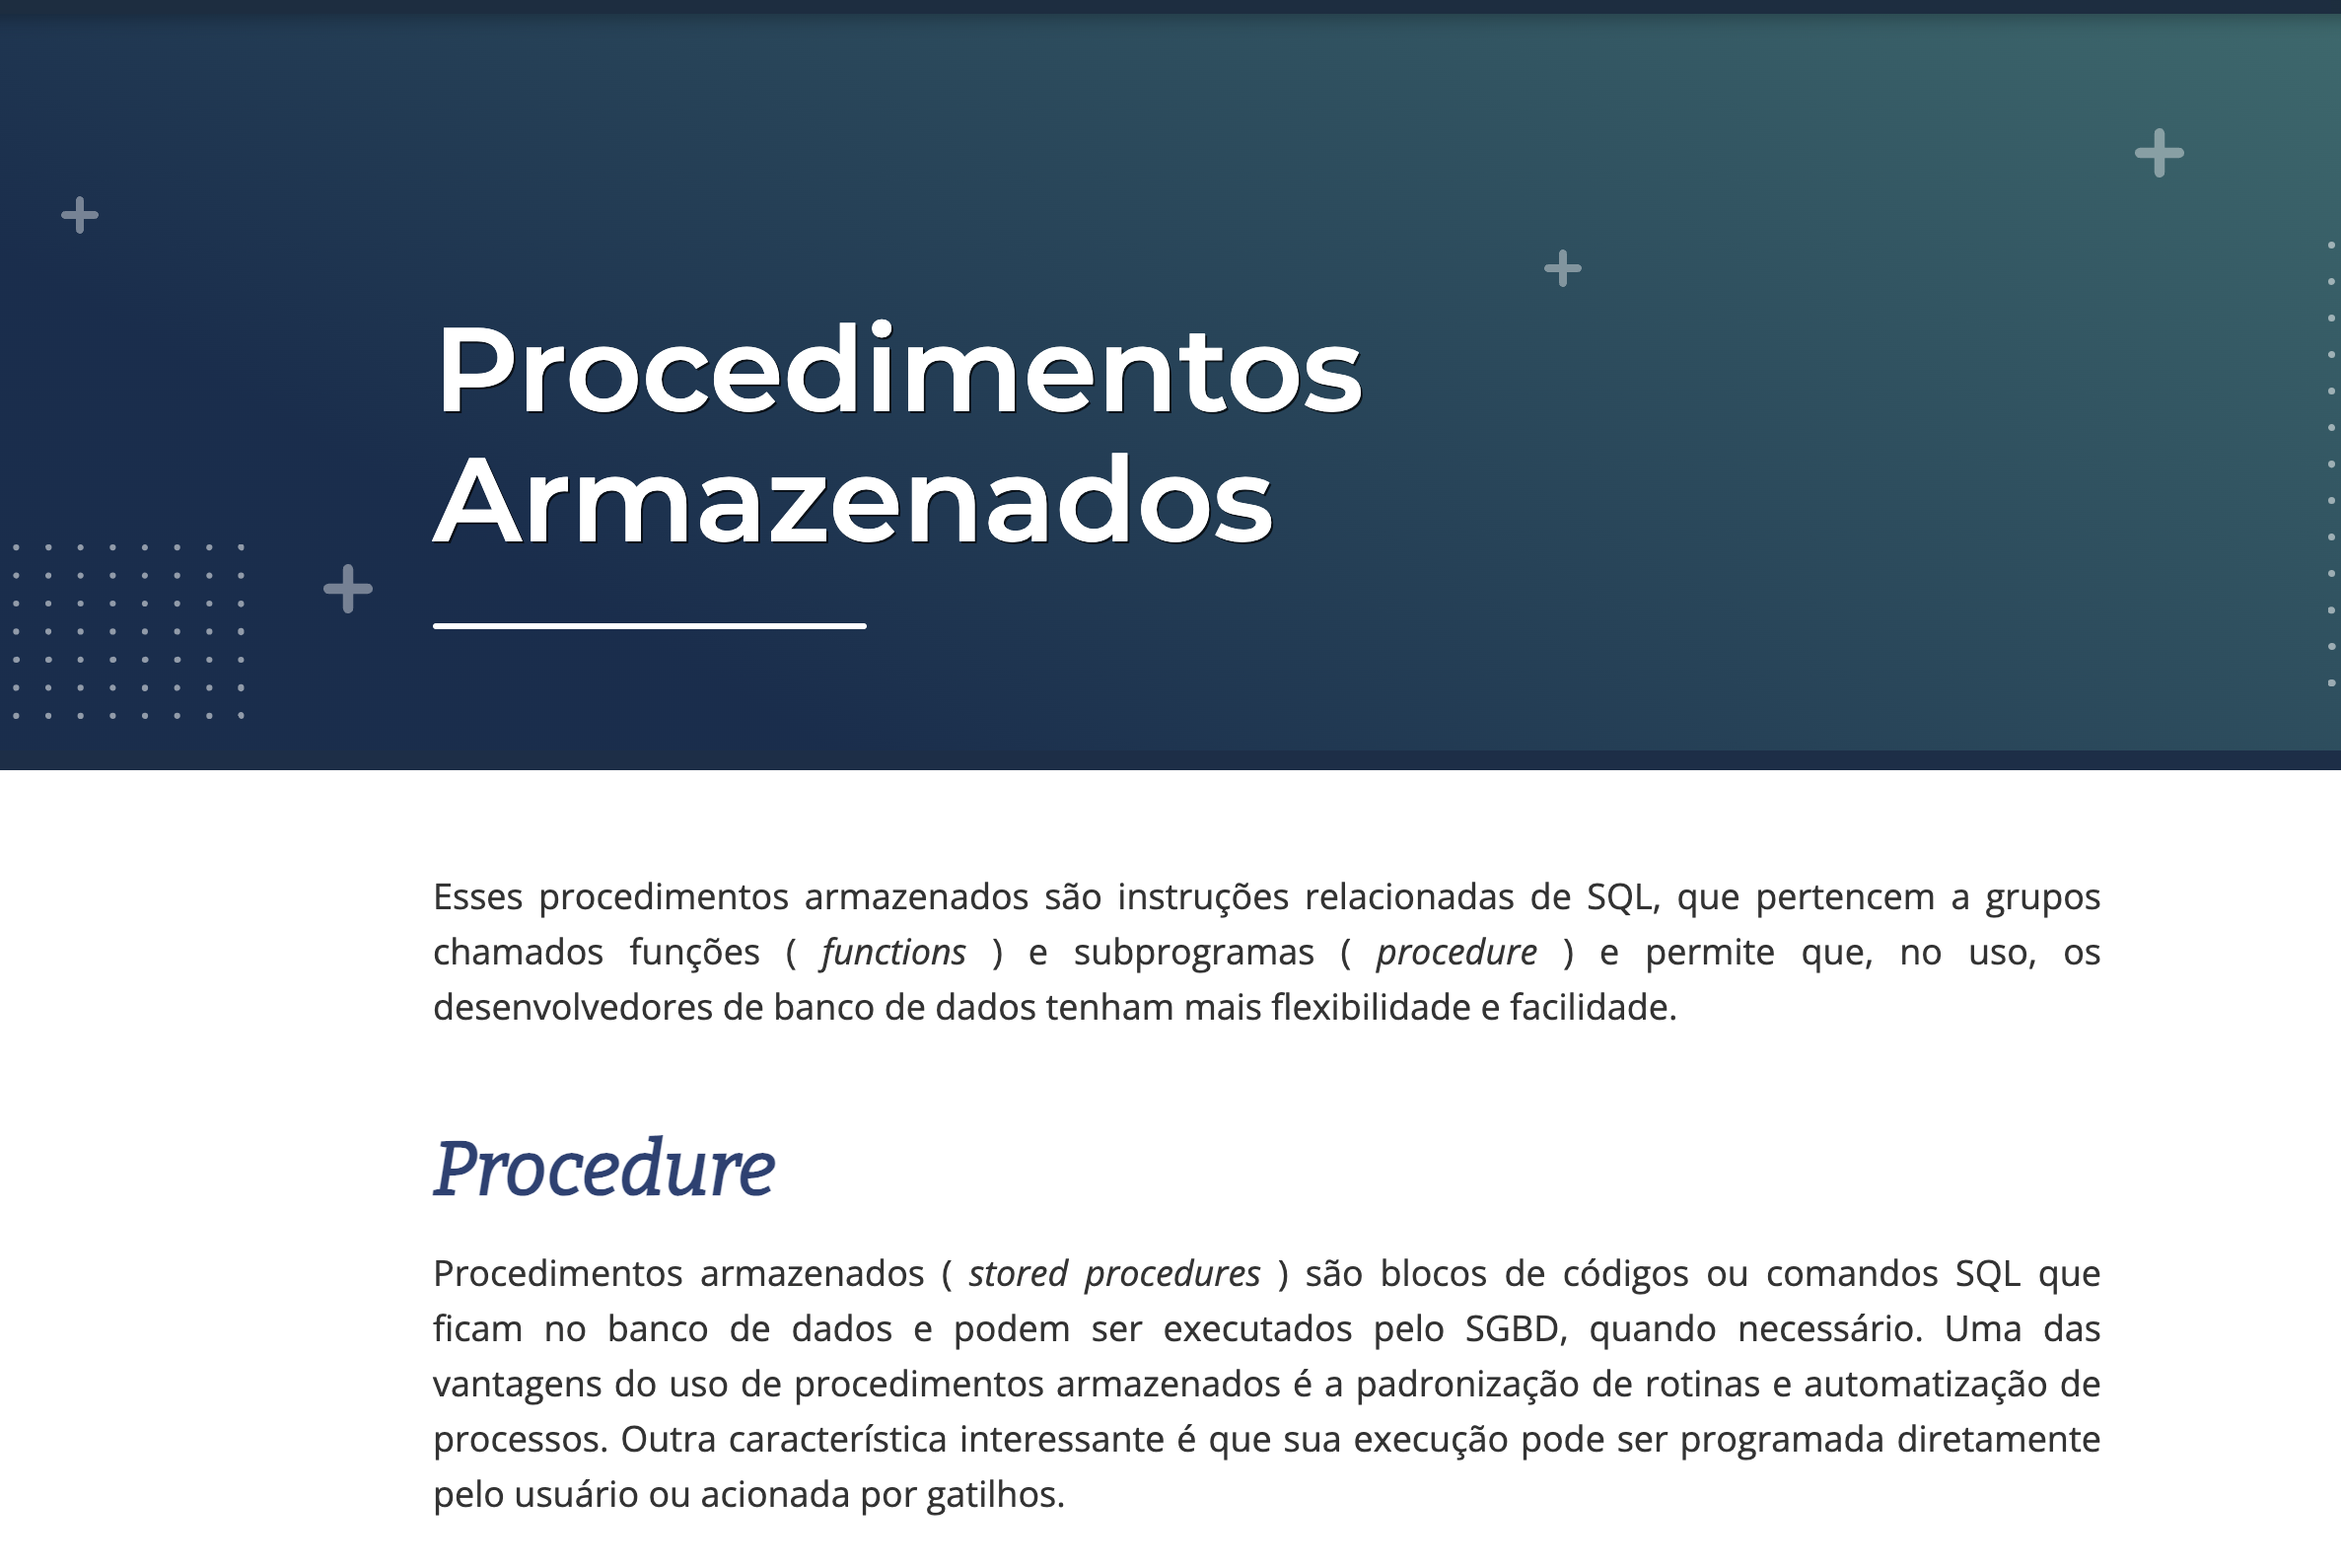 Procedimentos
Armazenados
Esses procedimentos armazenados são instruções relacionadas de SQL, que pertencem a grupos
chamados funções ( functions ) e subprogramas ( procedure ) e permite que, no uso, os
desenvolvedores de banco de dados tenham mais flexibilidade e facilidade.
Procedure
Procedimentos armazenados ( stored procedures ) são blocos de códigos ou comandos SQL que
ficam no banco de dados e podem ser executados pelo SGBD, quando necessário. Uma das
vantagens do uso de procedimentos armazenados é a padronização de rotinas e automatização de
processos. Outra característica interessante é que sua execução pode ser programada diretamente
pelo usuário ou acionada por gatilhos.